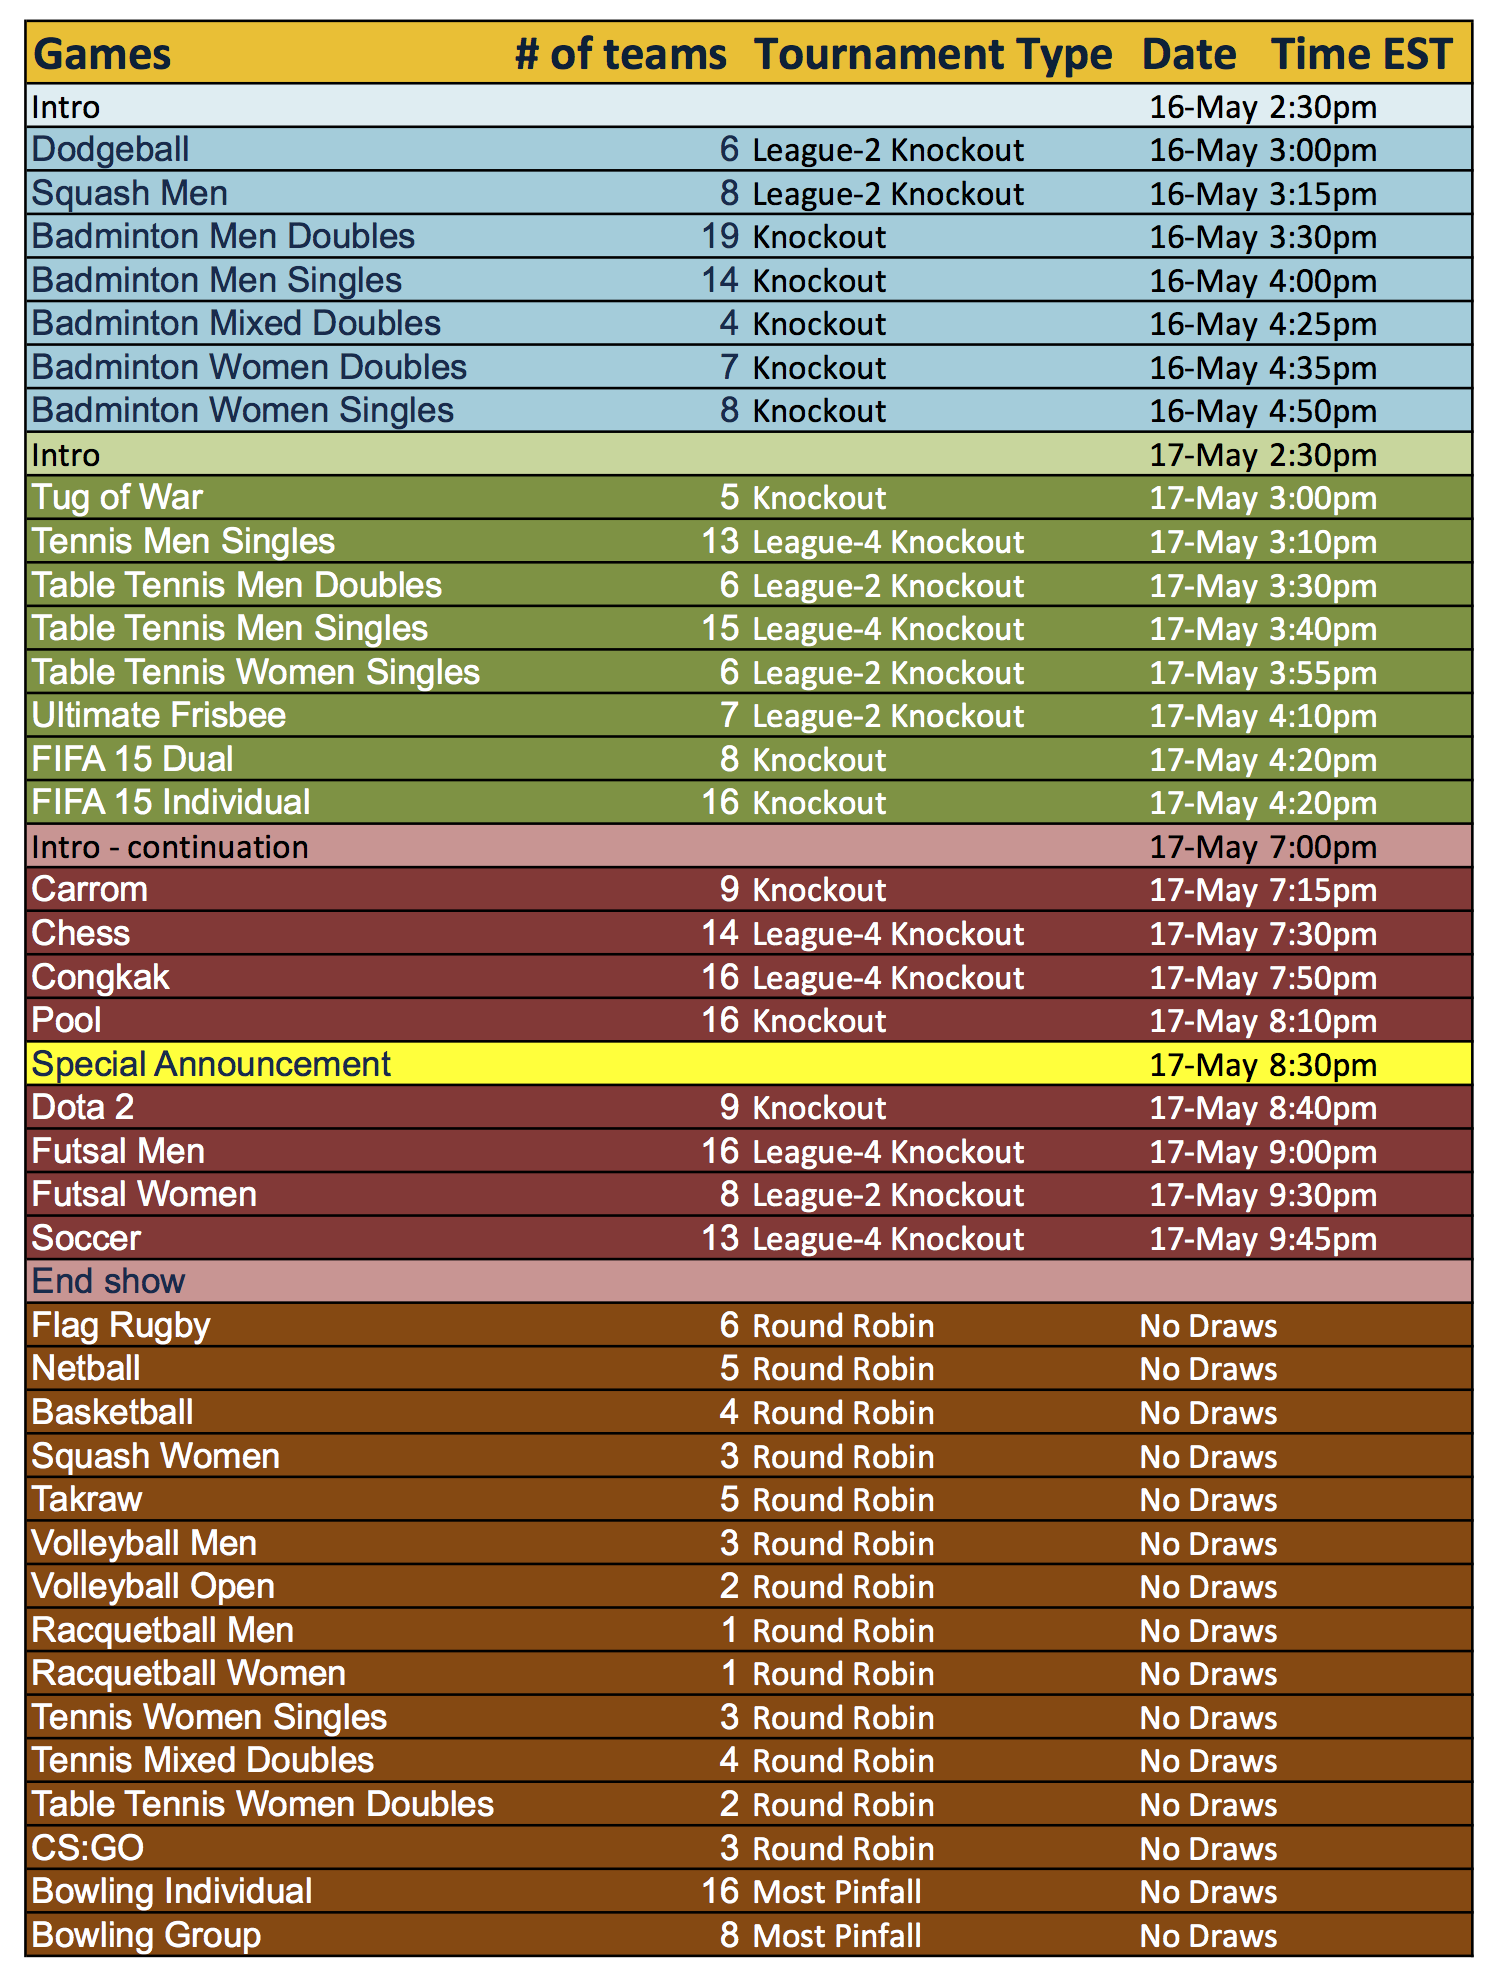 Games # of teams Tournament Type Date Time EST
Intro 16-May 2:30pm
Dodgeball 6 League-2 Knockout 16-May 3:00pm
Squash Men 8 League-2 Knockout 16-May 3:15pm
Badminton Men Doubles 19 Knockout 16-May 3:30pm
Badminton Men Singles 14 Knockout 16-May 4:00pm
Badminton Mixed Doubles 4 Knockout 16-May 4:25pm
Badminton Women Doubles 7 Knockout 16-May 4:35pm
Badminton Women Singles 8 Knockout 16-May 4:50pm
Intro 17-May 2:30pm
Tug of War 5 Knockout 17-May 3:00pm
Tennis Men Singles 13 League-4 Knockout 17-May 3:10pm
Table Tennis Men Doubles 6 League-2 Knockout 17-May 3:30pm
Table Tennis Men Singles 15 League-4 Knockout 17-May 3:40pm
Table Tennis Women Singles 6 League-2 Knockout 17-May 3:55pm
Ultimate Frisbee 7 League-2 Knockout 17-May 4:10pm
FIFA 15 Dual 8 Knockout 17-May 4:20pm
FIFA 15 Individual 16 Knockout 17-May 4:20pm
Intro - continuation 17-May 7:00pm
Carrom 9 Knockout 17-May 7:15pm
Chess 14 League-4 Knockout 17-May 7:30pm
Congkak 16 League-4 Knockout 17-May 7:50pm
Pool 16 Knockout 17-May 8:10pm
Special Announcement 17-May 8:30pm
Dota 2 9 Knockout 17-May 8:40pm
Futsal Men 16 League-4 Knockout 17-May 9:00pm
Futsal Women 8 League-2 Knockout 17-May 9:30pm
Soccer 13 League-4 Knockout 17-May 9:45pm
End show
Flag Rugby 6 Round Robin No Draws
Netball 5 Round Robin No Draws
Basketball 4 Round Robin No Draws
Squash Women 3 Round Robin No Draws
Takraw 5 Round Robin No Draws
Volleyball Men 3 Round Robin No Draws
Volleyball Open 2 Round Robin No Draws
Racquetball Men 1 Round Robin No Draws
Racquetball Women 1 Round Robin No Draws
Tennis Women Singles 3 Round Robin No Draws
Tennis Mixed Doubles 4 Round Robin No Draws
Table Tennis Women Doubles 2 Round Robin No Draws
CS:GO 3 Round Robin No Draws
Bowling Individual 16 Most Pinfall No Draws
Bowling Group 8 Most Pinfall No Draws